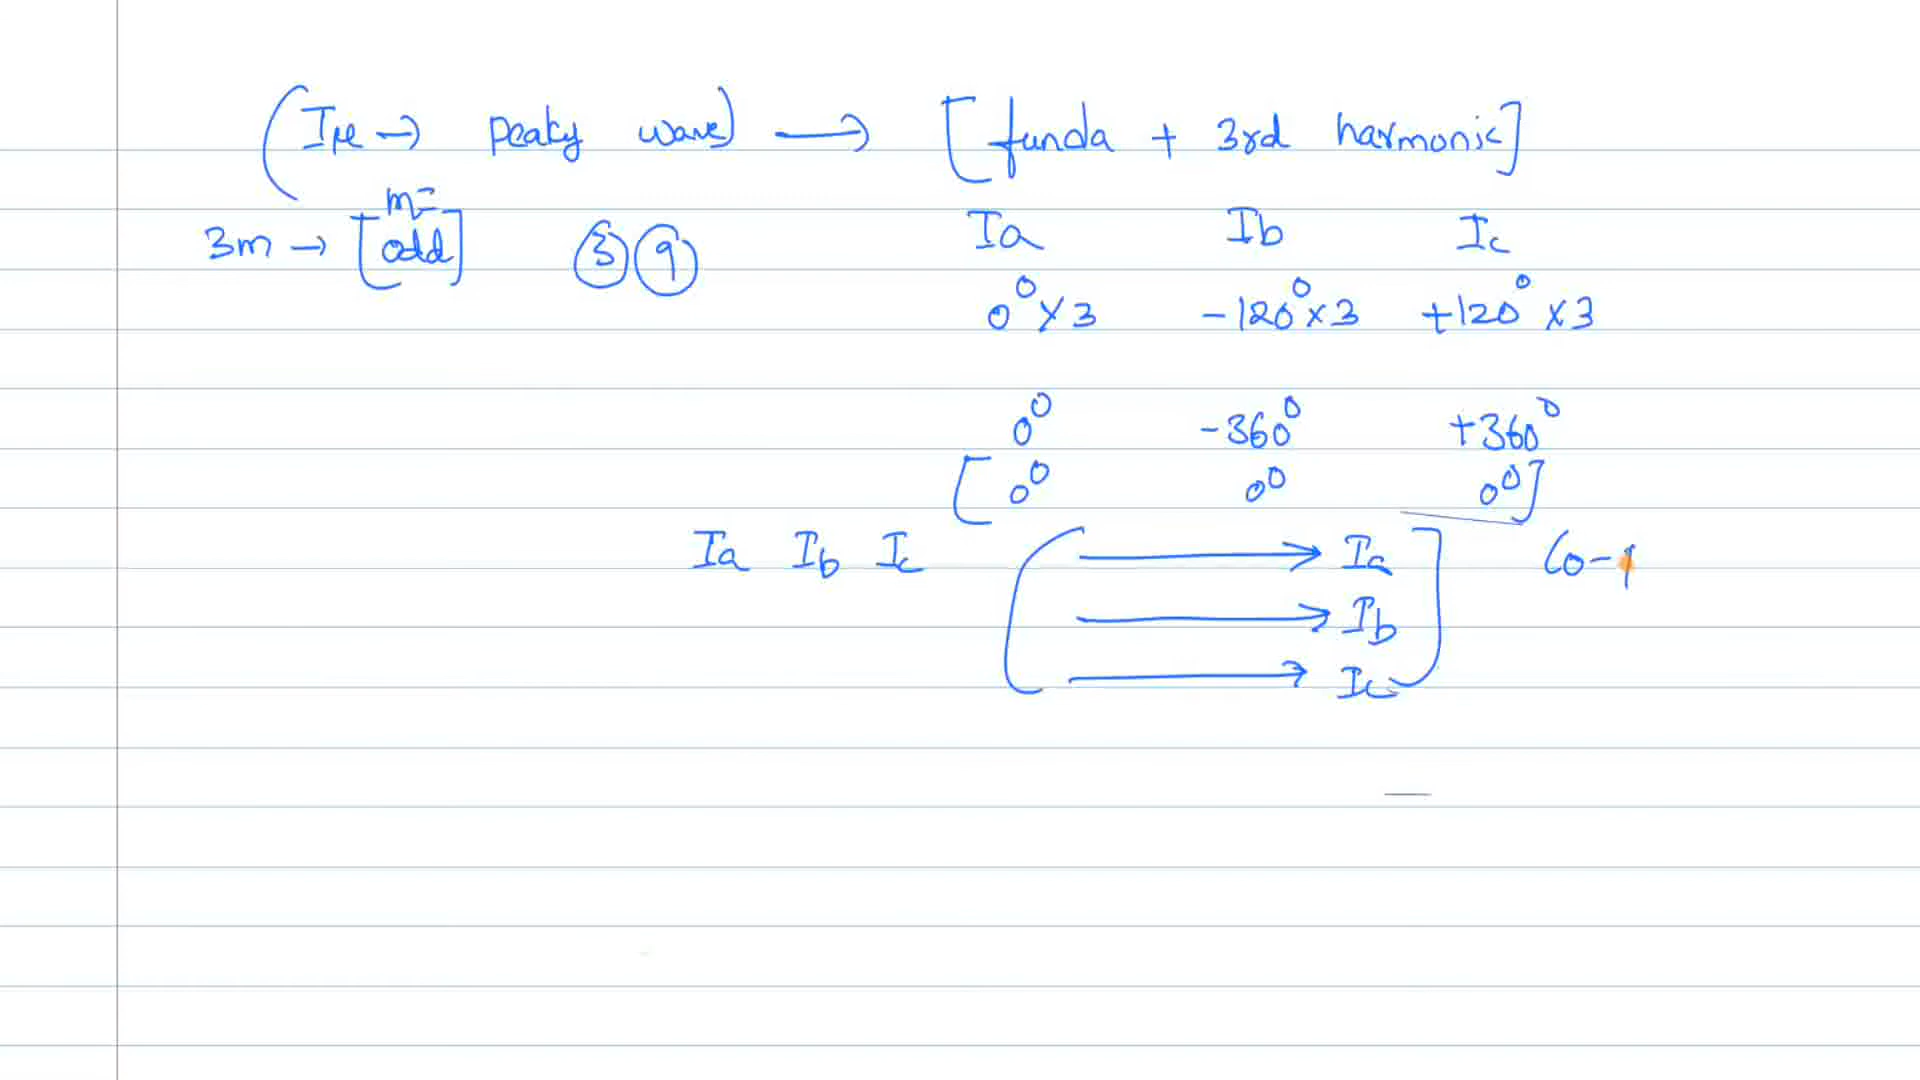 (Iμ → peaky wave) → [funda + 3rd harmonic]
3m → [m= odd] 3 9 Ia Ib Ic
0° x 3 -120° x 3 +120° x 3
0° -360° +360°
[0° 0° 0°]
Ia Ib Ic ( → Ia ] Co-p
→ Ib
→ Ic